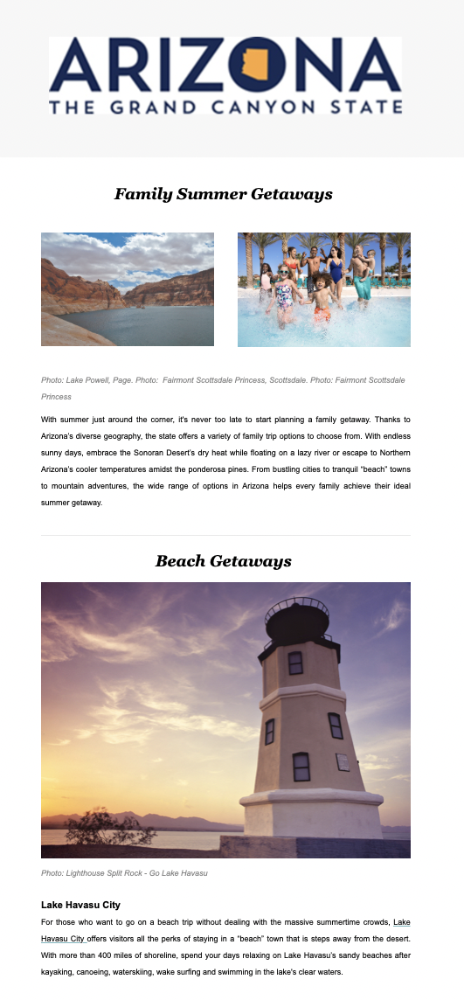 ARIZONA
THE GRAND CANYON STATE
Family Summer Getaways
Photo: Lake Powell, Page. Photo:  Fairmont Scottsdale Princess, Scottsdale. Photo: Fairmont Scottsdale
Princess
With summer just around the corner, it's never too late to start planning a family getaway. Thanks to
Arizona's diverse geography, the state offers a variety of family trip options to choose from. With endless
sunny days, embrace the Sonoran Desert's dry heat while floating on a lazy river or escape to Northern
Arizona's cooler temperatures amidst the ponderosa pines. From bustling cities to tranquil "beach" towns
to mountain adventures, the wide range of options in Arizona helps every family achieve their ideal
summer getaway.
Beach Getaways
Photo: Lighthouse Split Rock - Go Lake Havasu
Lake Havasu City
For those who want to go on a beach trip without dealing with the massive summertime crowds, Lake
Havasu City offers visitors all the perks of staying in a "beach" town that is steps away from the desert.
With more than 400 miles of shoreline, spend your days relaxing on Lake Havasu's sandy beaches after
kayaking, canoeing, waterskiing, wake surfing and swimming in the lake's clear waters.